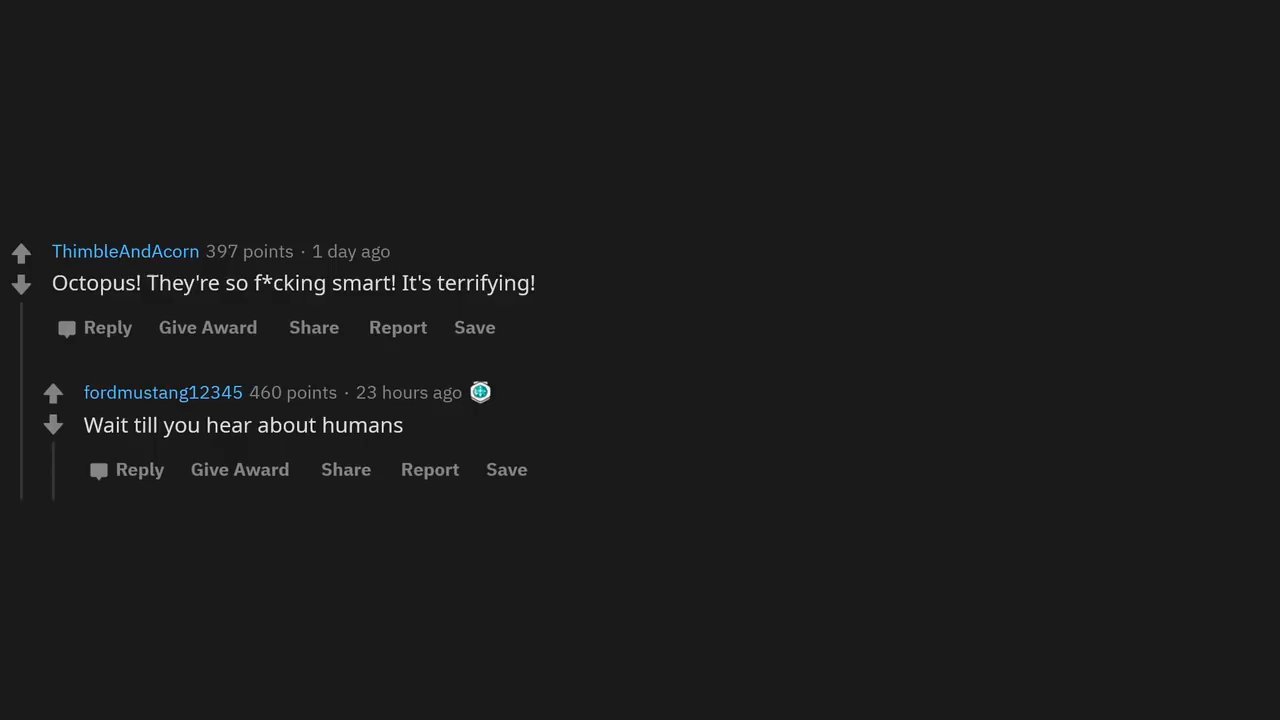 ThimbleAndAcorn 397 points · 1 day ago
Octopus! They're so f*cking smart! It's terrifying!
Reply Give Award Share Report Save
fordmustang12345 460 points · 23 hours ago
Wait till you hear about humans
Reply Give Award Share Report Save